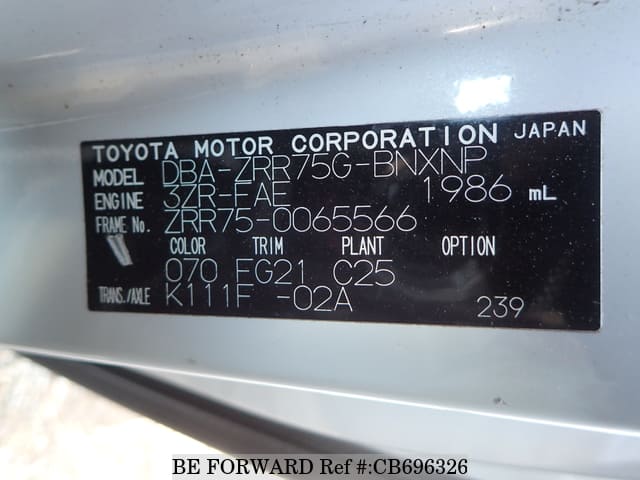 TOYOTA MOTOR CORPORATION JAPAN
MODEL DBA-ZRR75G-BNXNP
ENGINE 3ZR-FAE 1986 mL
FRAME No. ZRR75-0065566
COLOR TRIM PLANT OPTION
070 FG21 C25
TRANS./AXLE K111F -02A 239
BE FORWARD Ref #:CB696326